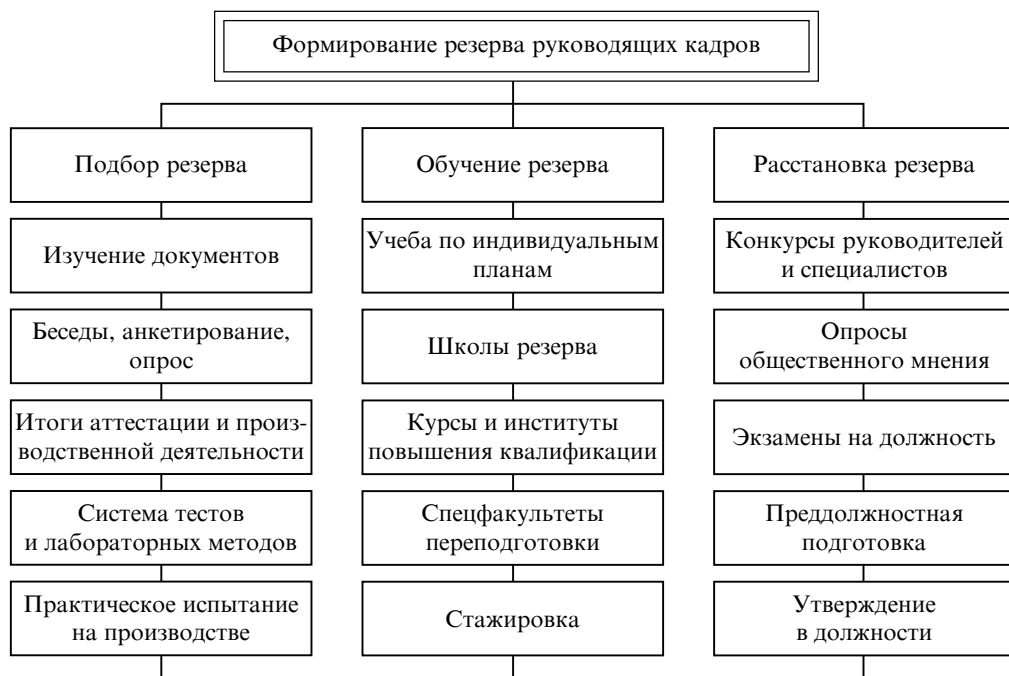 Формирование резерва руководящих кадров
Подбор резерва
Обучение резерва
Расстановка резерва
Изучение документов
Учеба по индивидуальным
планам
Конкурсы руководителей
и специалистов
Беседы, анкетирование,
опрос
Школы резерва
Опросы
общественного мнения
Итоги аттестации и произ-
водственной деятельности
Курсы и институты
повышения квалификации
Экзамены на должность
Система тестов
и лабораторных методов
Спецфакультеты
переподготовки
Преддолжностная
подготовка
Практическое испытание
на производстве
Стажировка
Утверждение
в должности